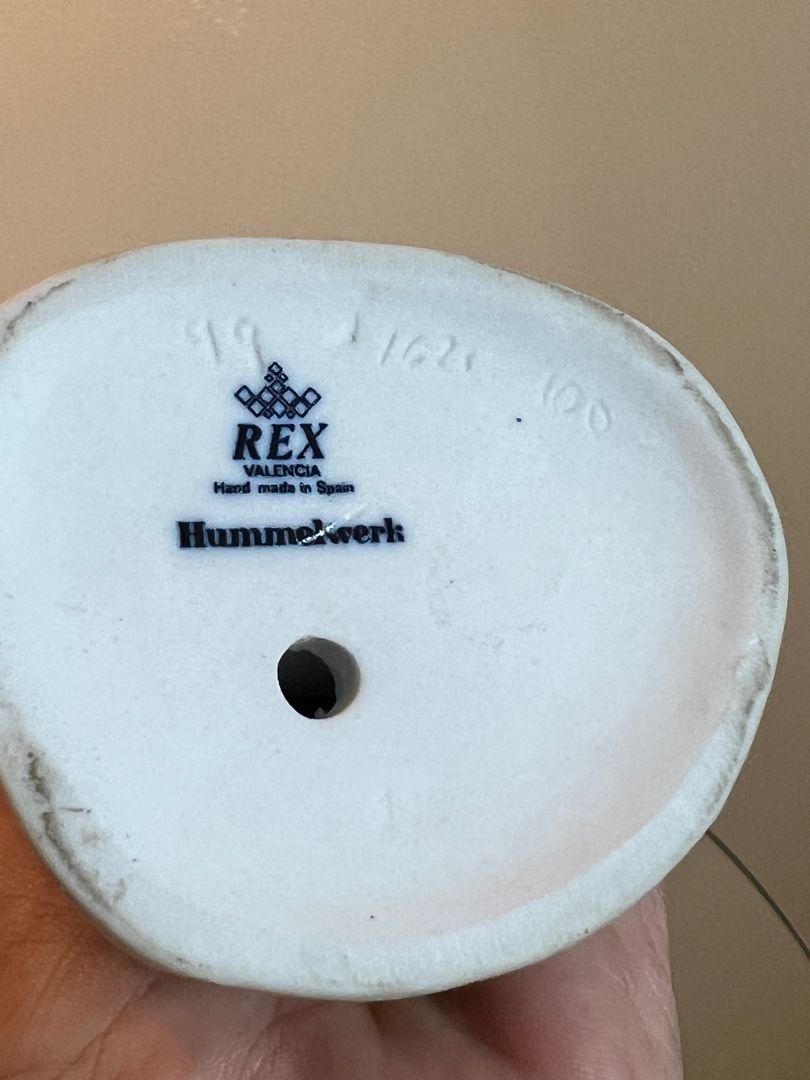 REX
VALENCIA
Hand made in Spain
Hummelwerk